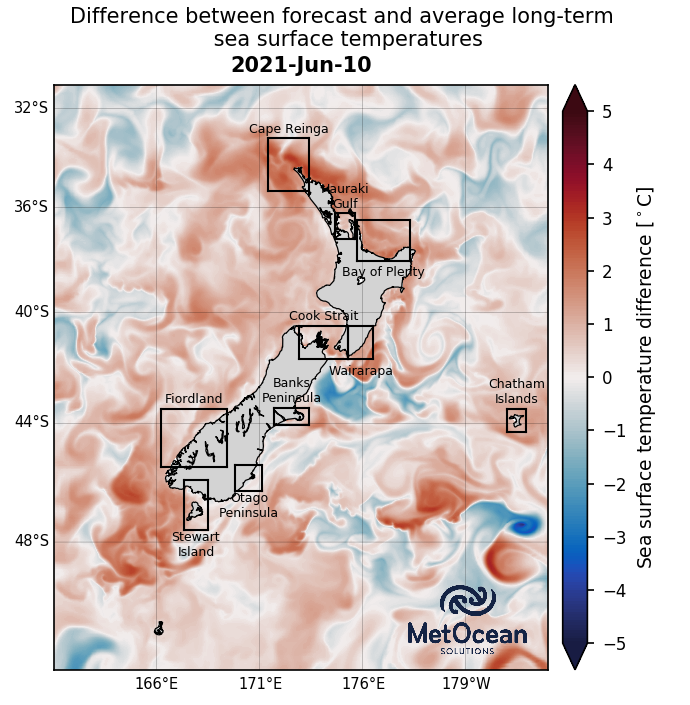 Difference between forecast and average long-term
sea surface temperatures
2021-Jun-10
32°S
36°S
40°S
44°S
48°S
166°E
171°E
176°E
179°W
Cape Reinga
Hauraki
Gulf
Bay of Plenty
Cook Strait
Wairarapa
Banks
Peninsula
Fiordland
Chatham
Islands
Otago
Peninsula
Stewart
Island
MetOcean
SOLUTIONS
5
4
3
2
1
0
−1
−2
−3
−4
−5
Sea surface temperature difference [°C]